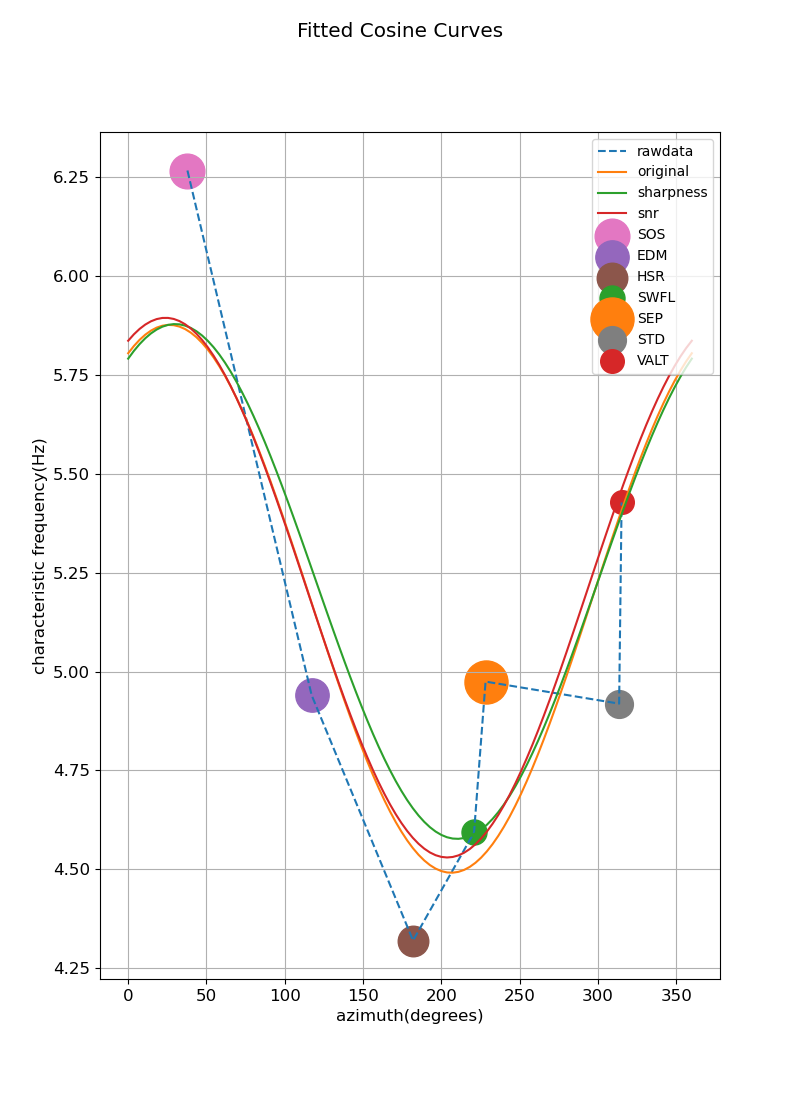 Fitted Cosine Curves
rawdata
original
sharpness
snr
SOS
EDM
HSR
SWFL
SEP
STD
VALT
characteristic frequency(Hz)
6.25
6.00
5.75
5.50
5.25
5.00
4.75
4.50
4.25
0 50 100 150 200 250 300 350
azimuth(degrees)